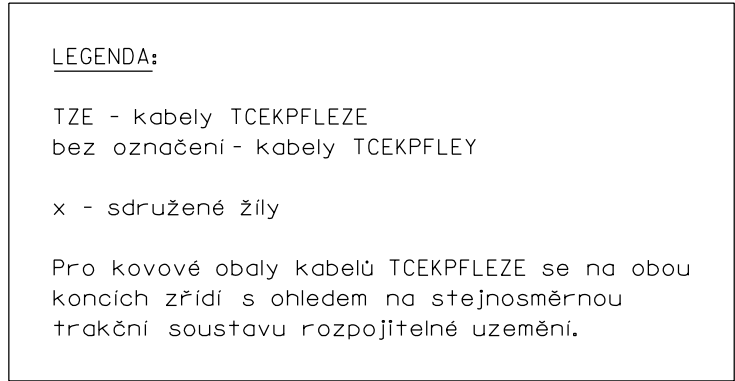 LEGENDA:
TZE - kabely TCEKPFLEZE
bez označení - kabely TCEKPFLEY
x - sdružené žíly
Pro kovové obaly kabelů TCEKPFLEZE se na obou
koncích zřídí s ohledem na stejnosměrnou
trakční soustavu rozpojitelné uzemění.